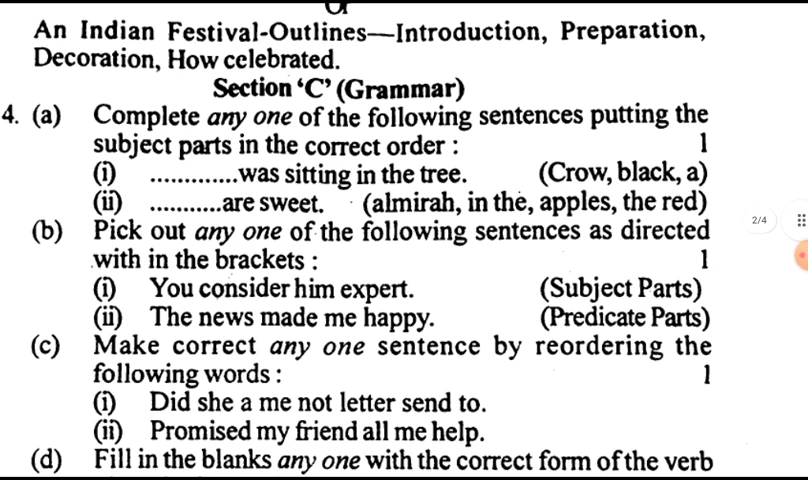 An Indian Festival-Outlines—Introduction, Preparation,
Decoration, How celebrated.
Section ‘C’ (Grammar)
4. (a) Complete any one of the following sentences putting the
subject parts in the correct order : 1
(i) .............was sitting in the tree. (Crow, black, a)
(ii) ...........are sweet. (almirah, in the, apples, the red)
(b) Pick out any one of the following sentences as directed
with in the brackets : 1
(i) You consider him expert. (Subject Parts)
(ii) The news made me happy. (Predicate Parts)
(c) Make correct any one sentence by reordering the
following words : 1
(i) Did she a me not letter send to.
(ii) Promised my friend all me help.
(d) Fill in the blanks any one with the correct form of the verb
2/4